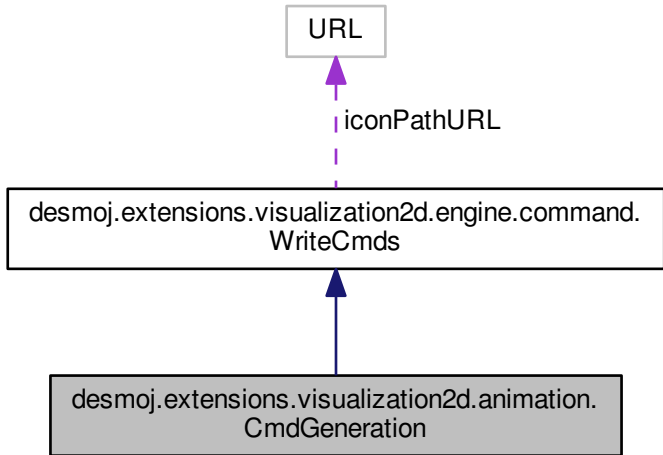 URL
iconPathURL
desmoj.extensions.visualization2d.engine.command.
WriteCmds
desmoj.extensions.visualization2d.animation.
CmdGeneration